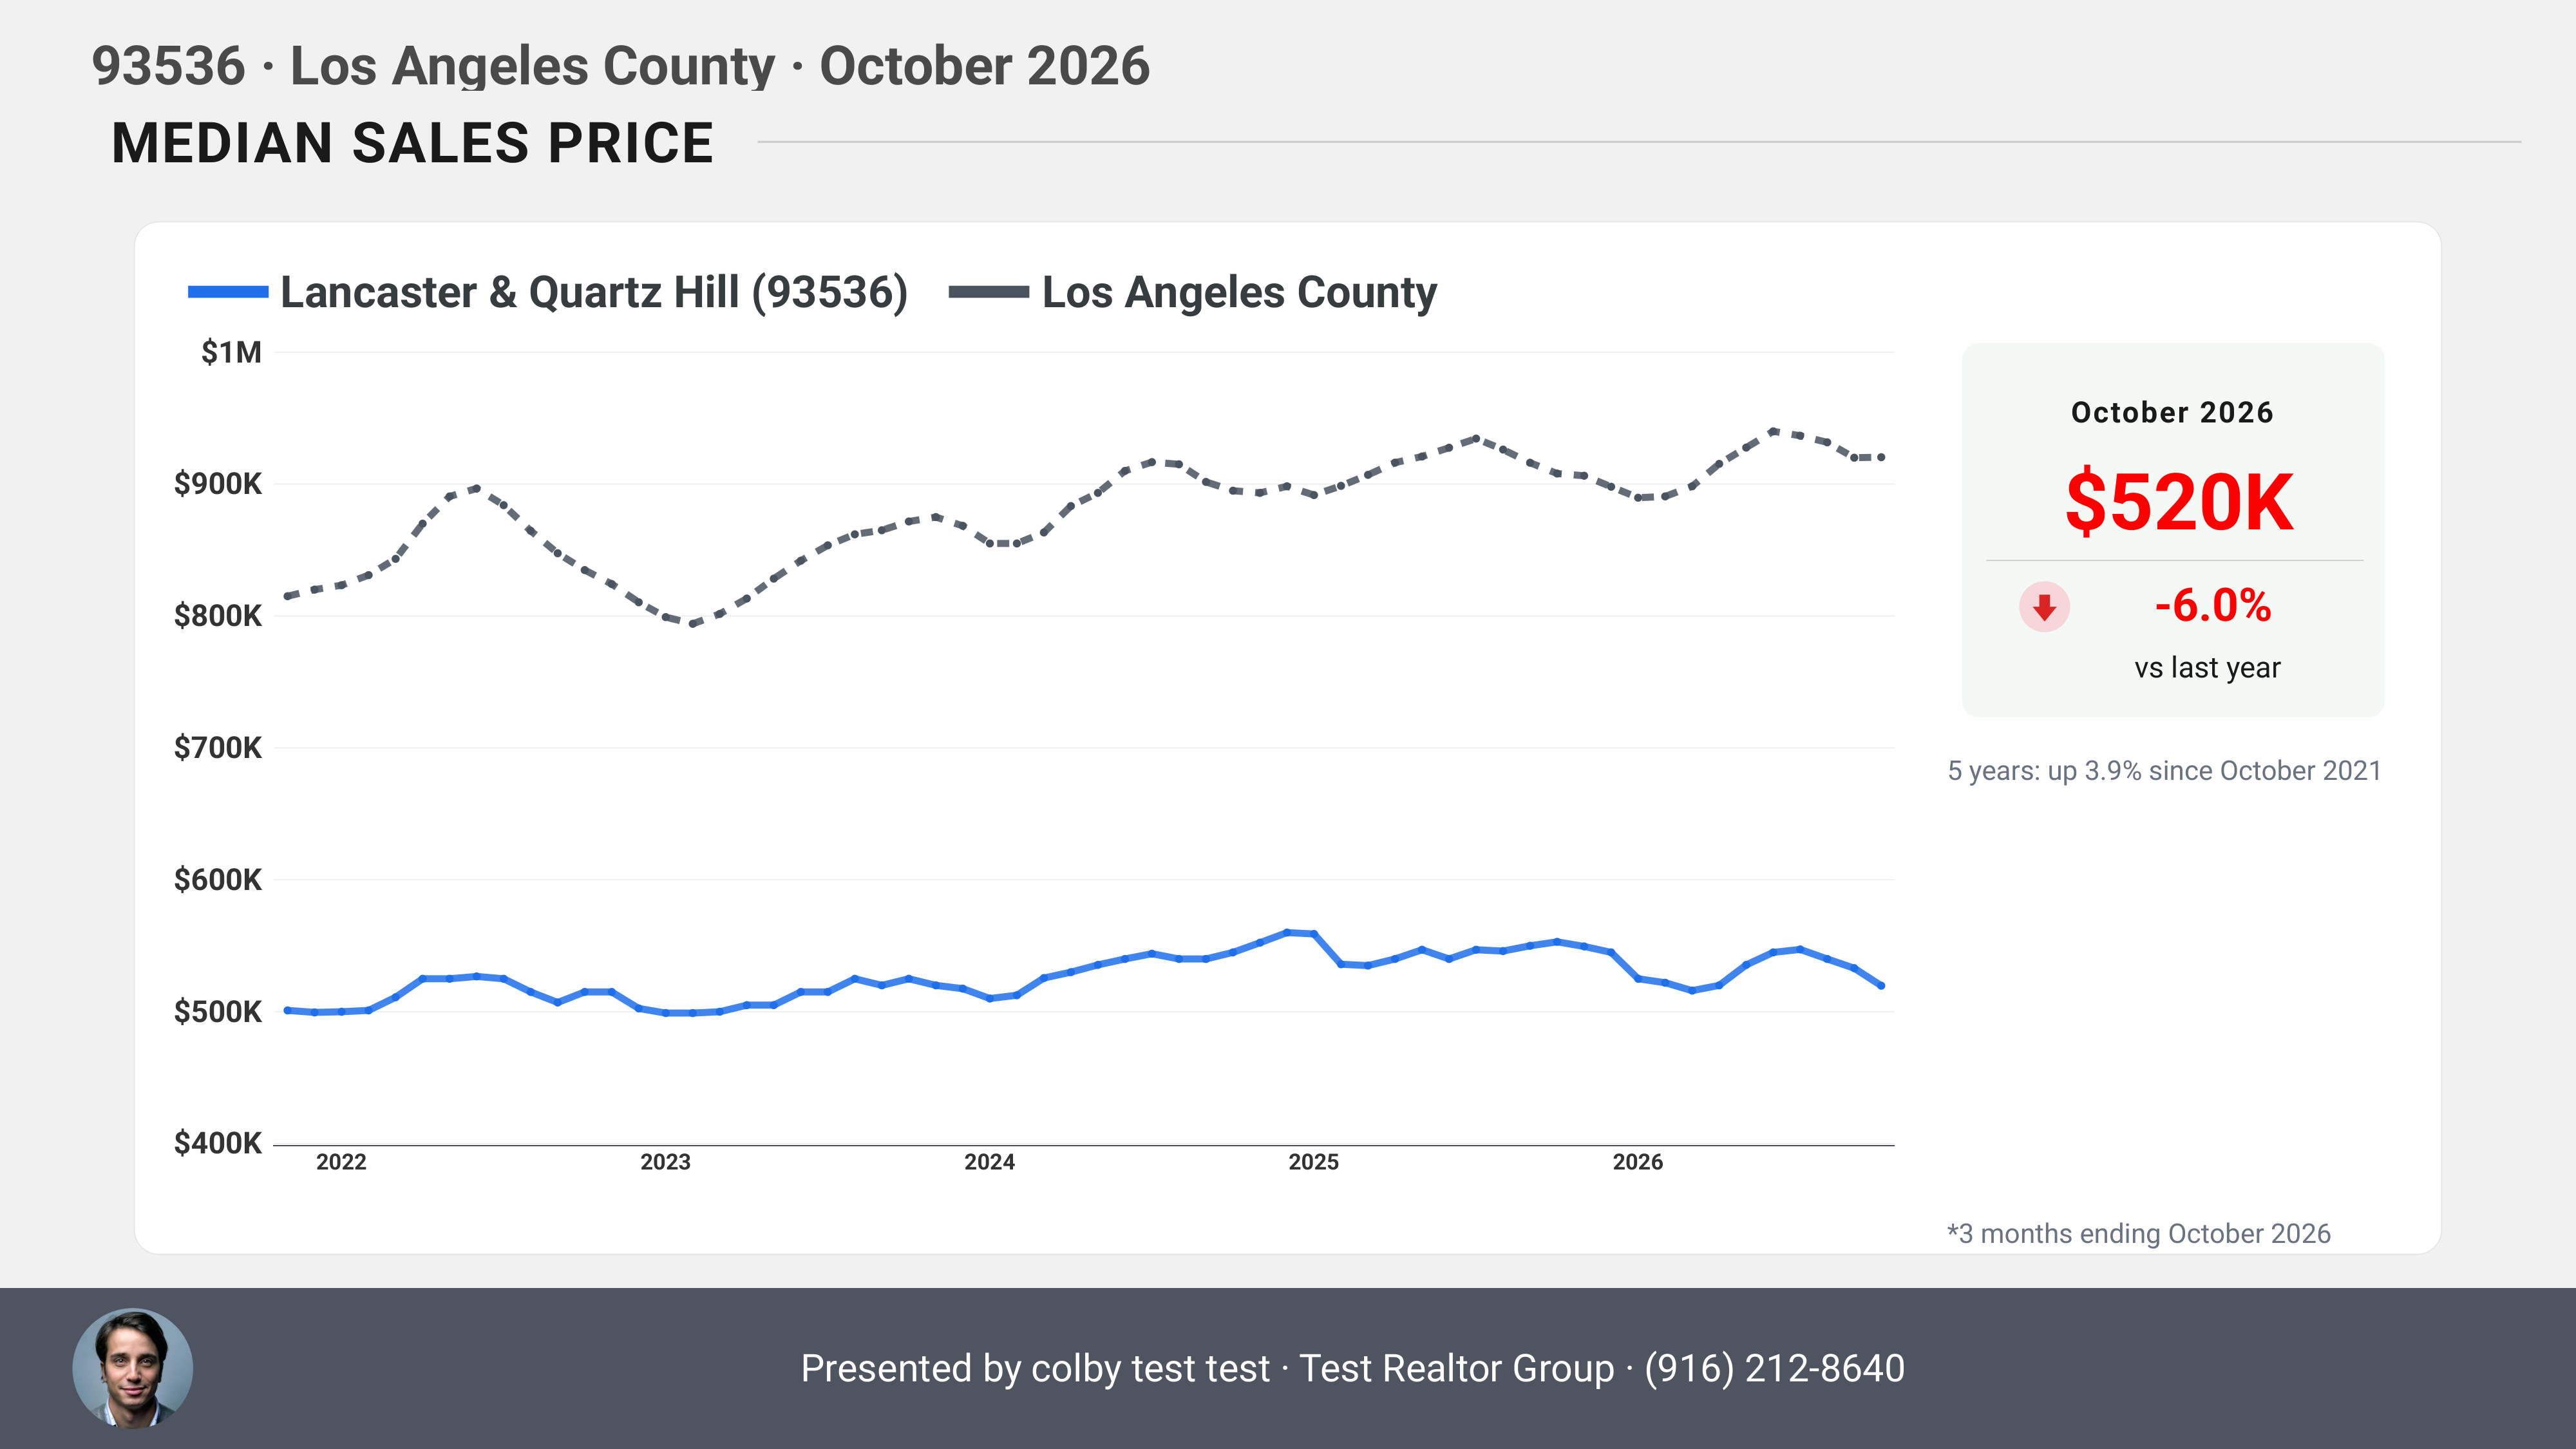 93536 · Los Angeles County · October 2026
MEDIAN SALES PRICE
Lancaster & Quartz Hill (93536) Los Angeles County
$1M
$900K
$800K
$700K
$600K
$500K
$400K
2022 2023 2024 2025 2026
October 2026
$520K
-6.0%
vs last year
5 years: up 3.9% since October 2021
*3 months ending October 2026
Presented by colby test test · Test Realtor Group · (916) 212-8640